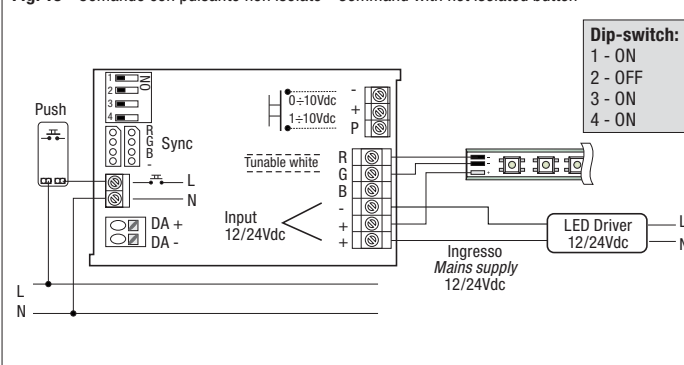 Fig. 10 - Comando con pulsante non isolato - Command with not isolated button
Dip-switch:
1 - ON
2 - OFF
3 - ON
4 - ON
Push
1
2
3
4
ON
R
G
B
-
Sync
L
N
DA +
DA -
0÷10Vdc
1÷10Vdc
-
+
P
Tunable white
R
G
B
-
+
+
Input
12/24Vdc
-
-
+
LED Driver
12/24Vdc
L
N
Ingresso
Mains supply
12/24Vdc
L
N